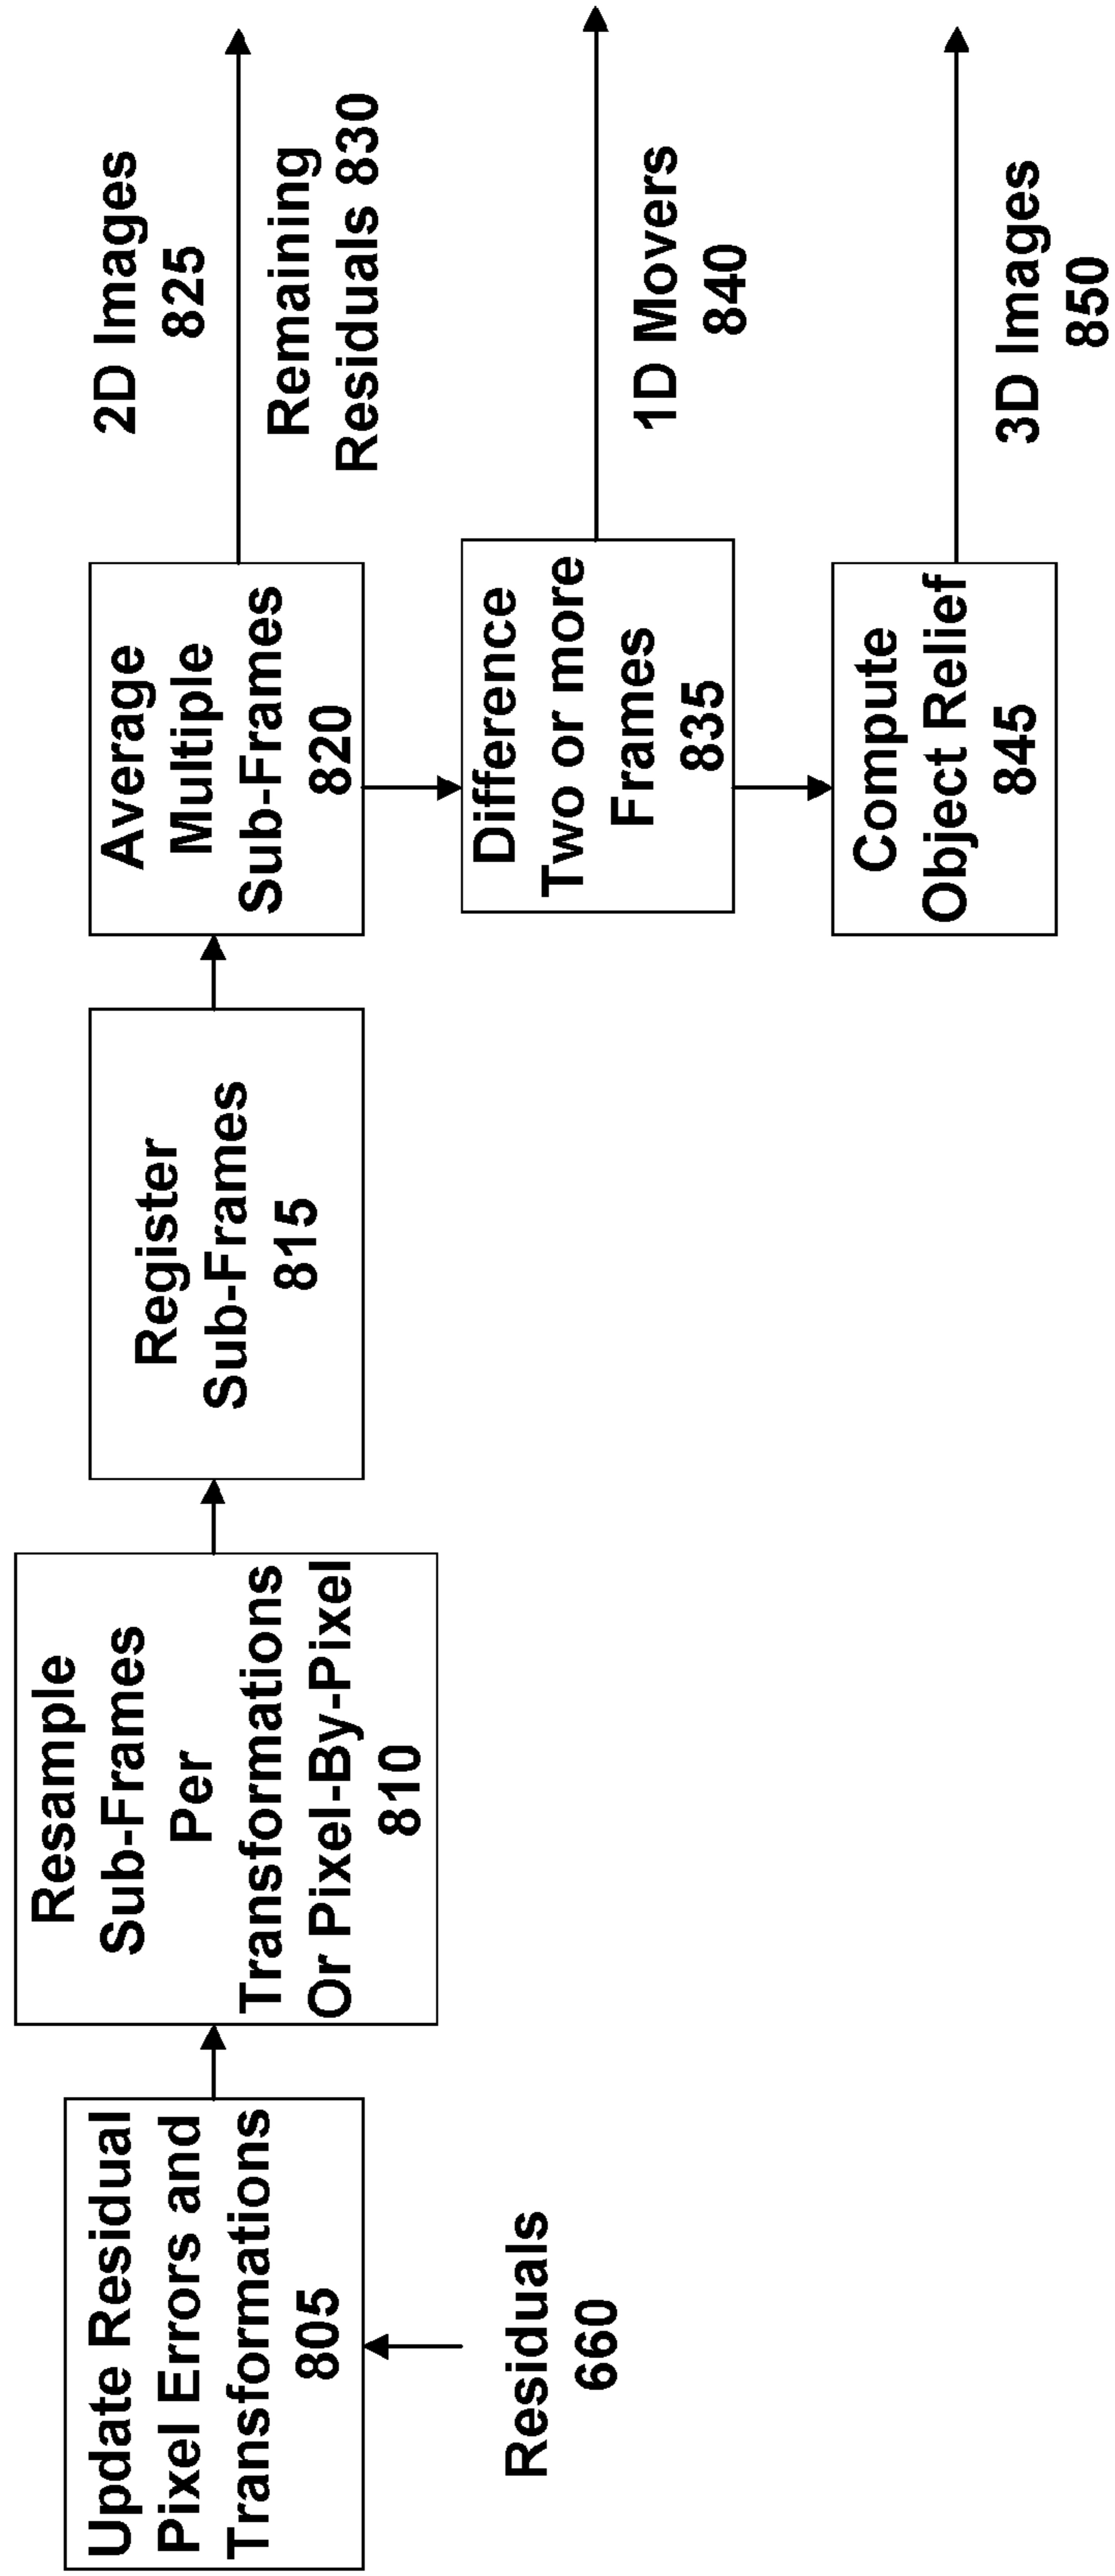 Update Residual
Pixel Errors and
Transformations
805
Residuals
660
Resample
Sub-Frames
Per
Transformations
Or Pixel-By-Pixel
810
Register
Sub-Frames
815
Average
Multiple
Sub-Frames
820
2D Images
825
Remaining
Residuals 830
Difference
Two or more
Frames
835
1D Movers
840
Compute
Object Relief
845
3D Images
850